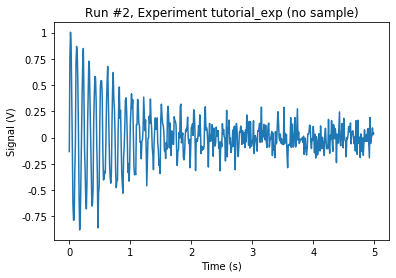 Run #2, Experiment tutorial_exp (no sample)
1
0.75
0.50
0.25
0
-0.25
-0.5
-0.75
Signal (V)
0 1 2 3 4 5
Time (s)